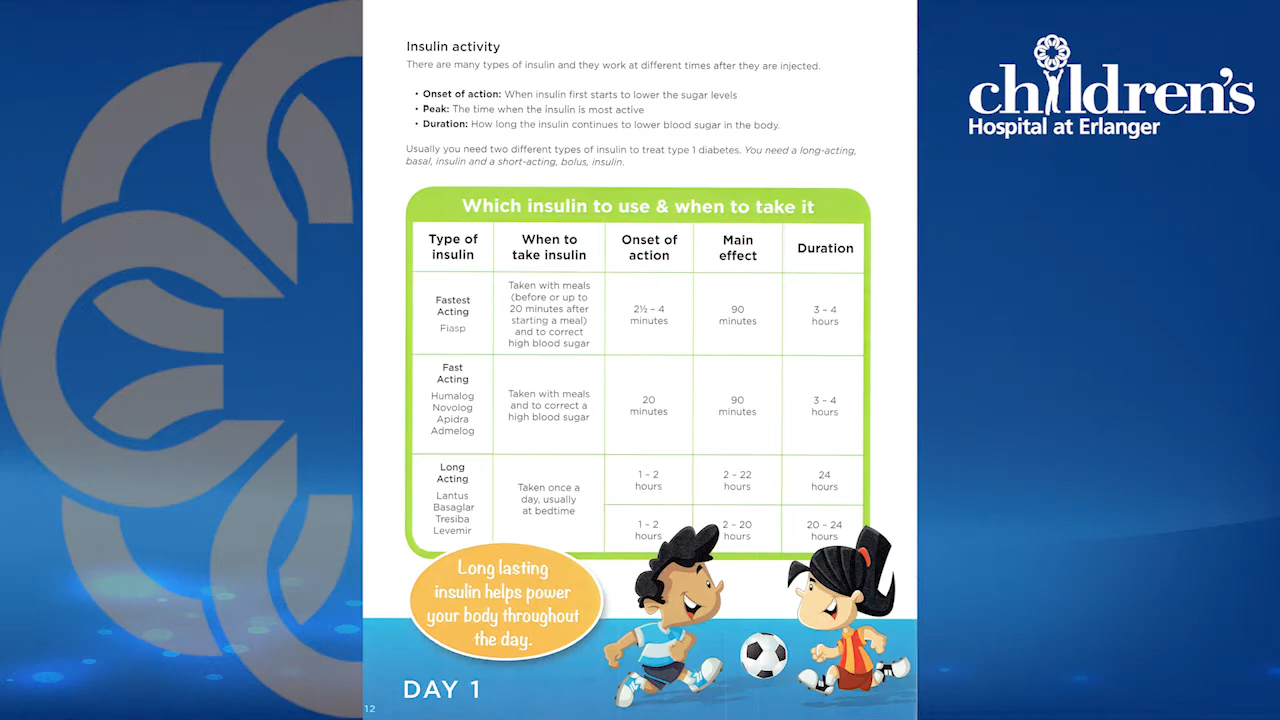 Insulin activity
There are many types of insulin and they work at different times after they are injected.
• Onset of action: When insulin first starts to lower the sugar levels
• Peak: The time when the insulin is most active
• Duration: How long the insulin continues to lower blood sugar in the body.
Usually you need two different types of insulin to treat type 1 diabetes. You need a long-acting,
basal, insulin and a short-acting, bolus, insulin.
Which insulin to use & when to take it
Type of
insulin
When to
take insulin
Onset of
action
Main
effect
Duration
Fastest
Acting
Fiasp
Taken with meals
(before or up to
20 minutes after
starting a meal)
and to correct
high blood sugar
2½ – 4
minutes
90
minutes
3 – 4
hours
Fast
Acting
Humalog
Novolog
Apidra
Admelog
Taken with meals
and to correct a
high blood sugar
20
minutes
90
minutes
3 – 4
hours
Long
Acting
Lantus
Basaglar
Tresiba
Levemir
Taken once a
day, usually
at bedtime
1 – 2
hours
2 – 22
hours
24
hours
1 – 2
hours
2 – 20
hours
20 – 24
hours
Long lasting
insulin helps power
your body throughout
the day.
DAY 1
12
children's
Hospital at Erlanger